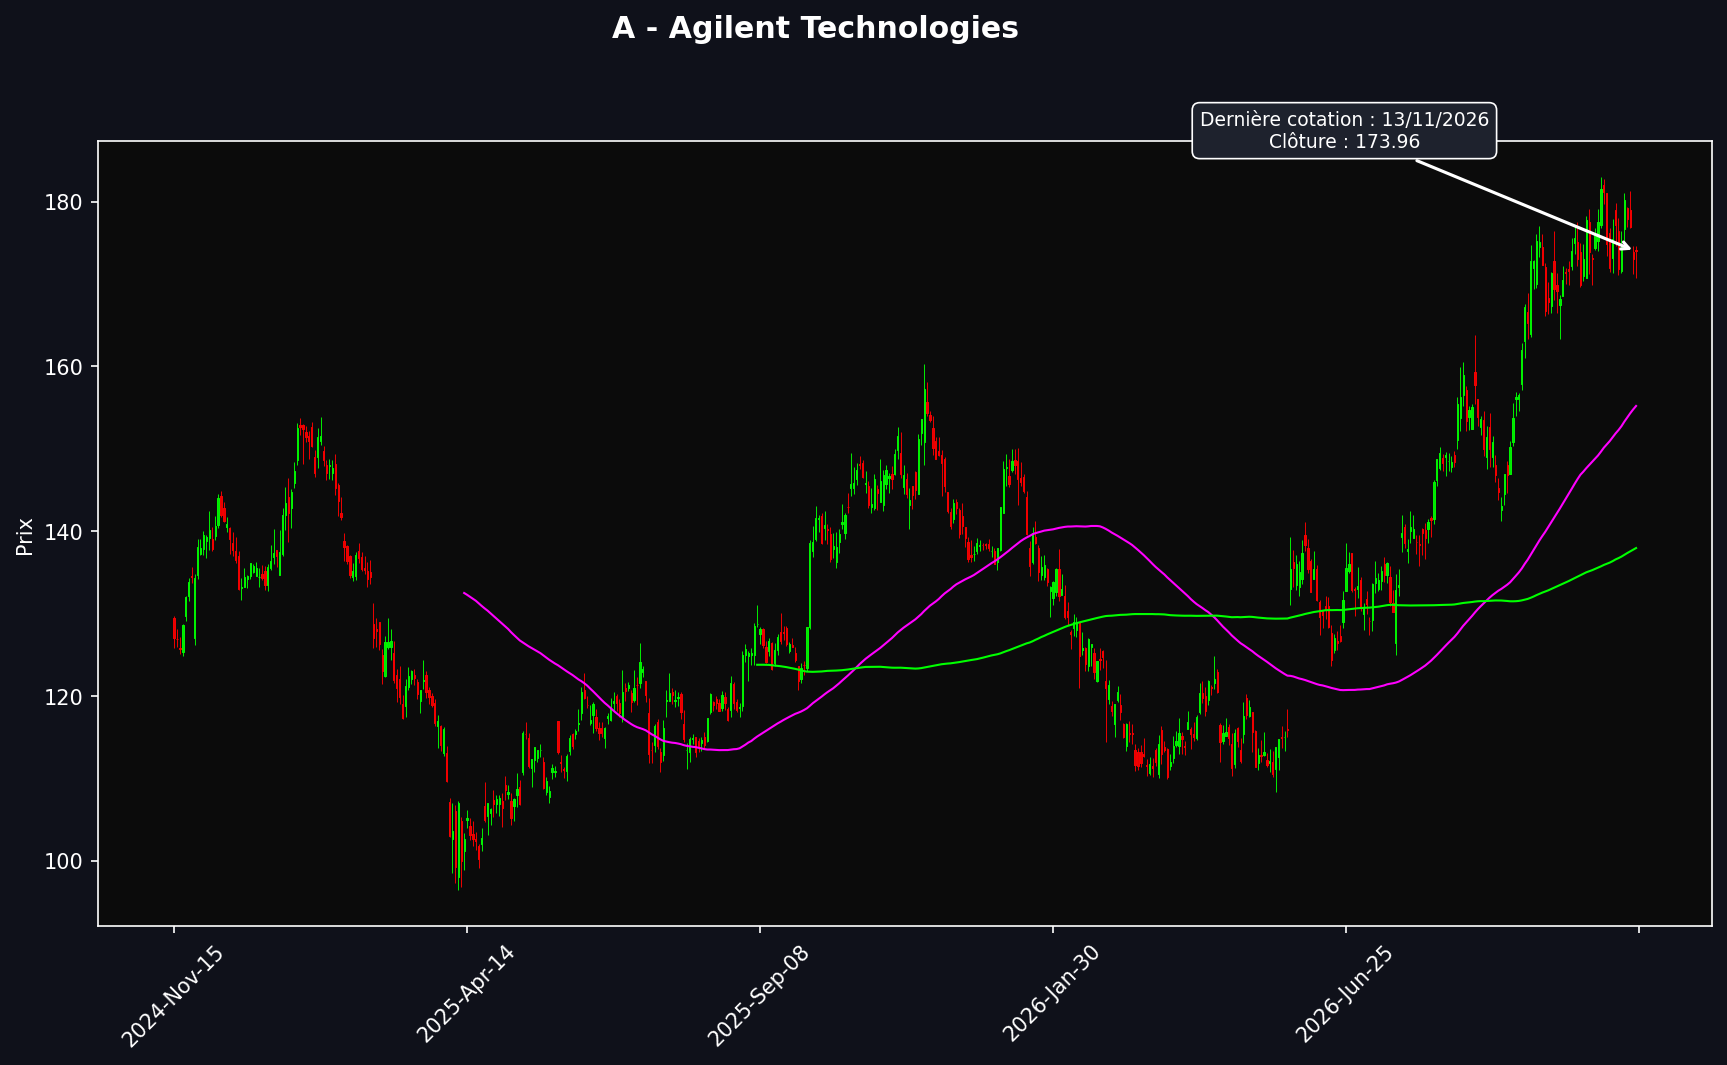 A - Agilent Technologies
Dernière cotation : 13/11/2026
Clôture : 173.96
Prix
180
160
140
120
100
2024-Nov-15
2025-Apr-14
2025-Sep-08
2026-Jan-30
2026-Jun-25